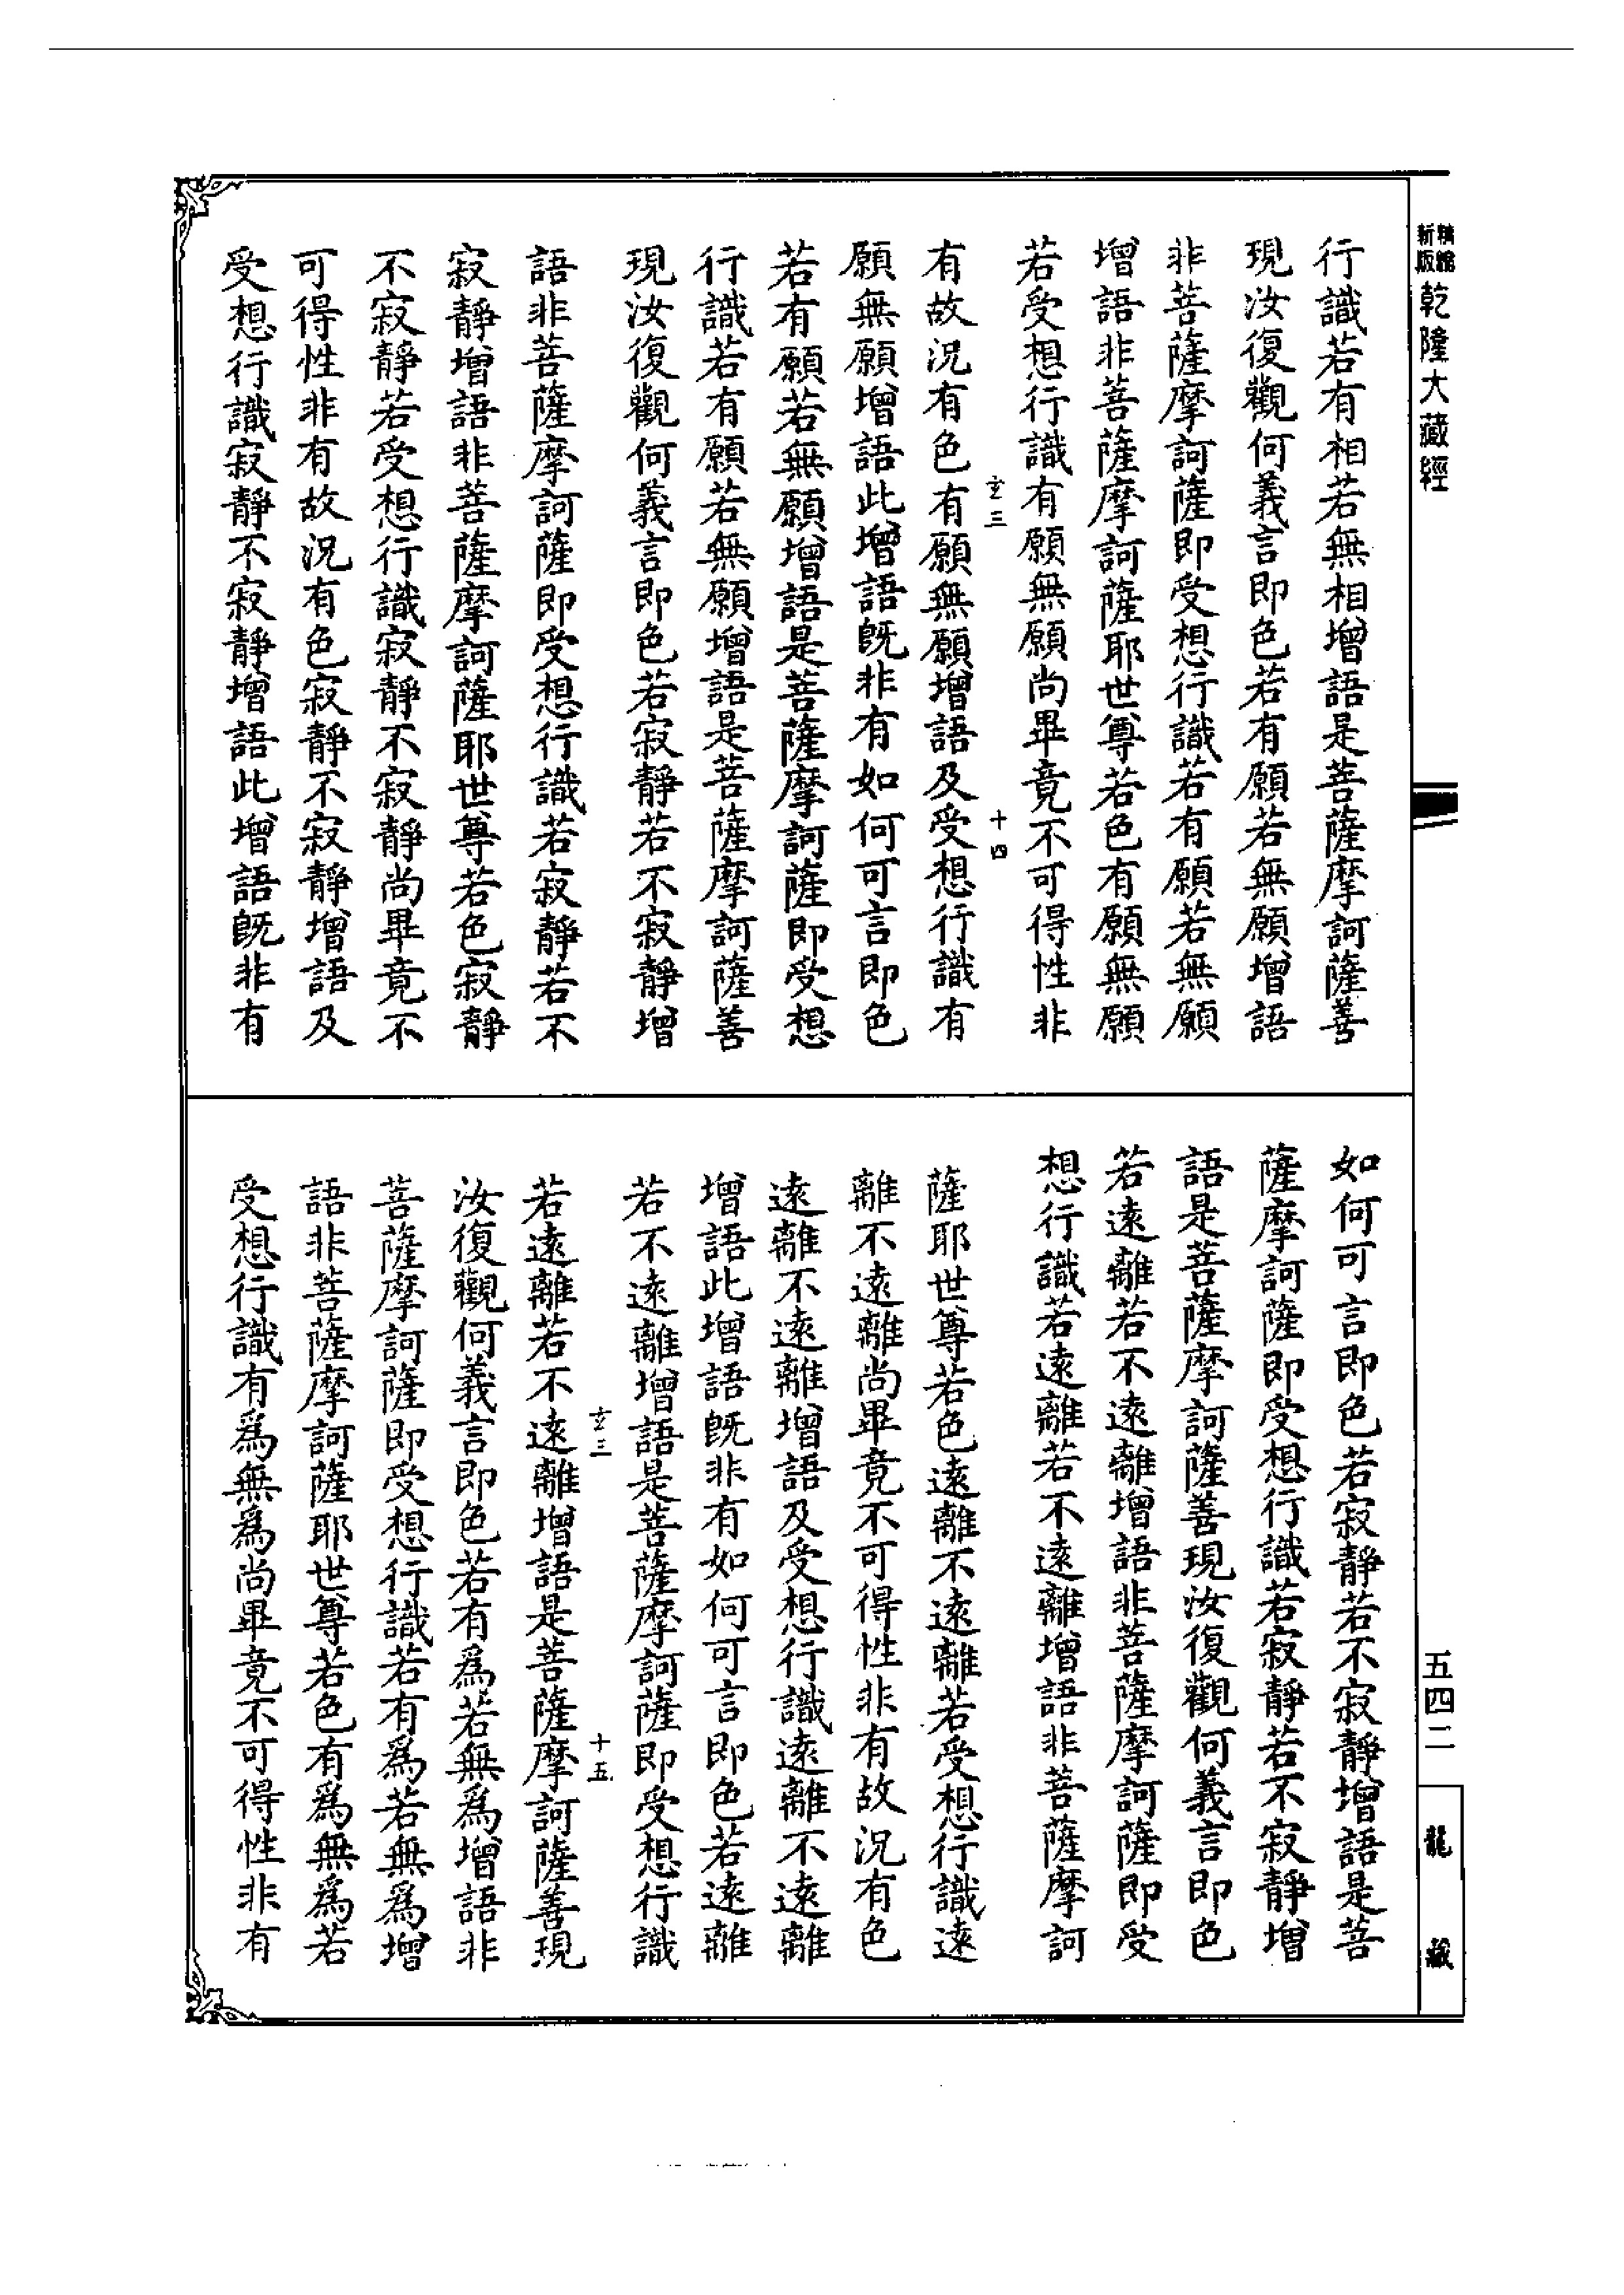 精縮
新版
乾隆大藏經
行識若有相若無相增語是菩薩摩訶薩善
現汝復觀何義言即色若有願若無願增語
非菩薩摩訶薩即受想行識若有願若無願
增語非菩薩摩訶薩耶世尊若色有願無願
若受想行識有願無願尚畢竟不可得性非
玄三
十四
有故況有色有願無願增語及受想行識有
願無願增語此增語旣非有如何可言即色
若有願若無願增語是菩薩摩訶薩即受想
行識若有願若無願增語是菩薩摩訶薩善
現汝復觀何義言即色若寂靜若不寂靜增
語非菩薩摩訶薩即受想行識若寂靜若不
寂靜增語非菩薩摩訶薩耶世尊若色寂靜
不寂靜若受想行識寂靜不寂靜尚畢竟不
可得性非有故況有色寂靜不寂靜增語及
受想行識寂靜不寂靜增語此增語旣非有
如何可言即色若寂靜若不寂靜增語是菩
薩摩訶薩即受想行識若寂靜若不寂靜增
語是菩薩摩訶薩善現汝復觀何義言即色
若遠離若不遠離增語非菩薩摩訶薩即受
想行識若遠離若不遠離增語非菩薩摩訶
薩耶世尊若色遠離不遠離若受想行識遠
離不遠離尚畢竟不可得性非有故況有色
遠離不遠離增語及受想行識遠離不遠離
增語此增語旣非有如何可言即色若遠離
若不遠離增語是菩薩摩訶薩即受想行識
玄三
十五
若遠離若不遠離增語是菩薩摩訶薩善現
汝復觀何義言即色若有為若無為增語非
菩薩摩訶薩即受想行識若有為若無為增
語非菩薩摩訶薩耶世尊若色有為無為若
受想行識有為無為尚畢竟不可得性非有
五四二
龍藏